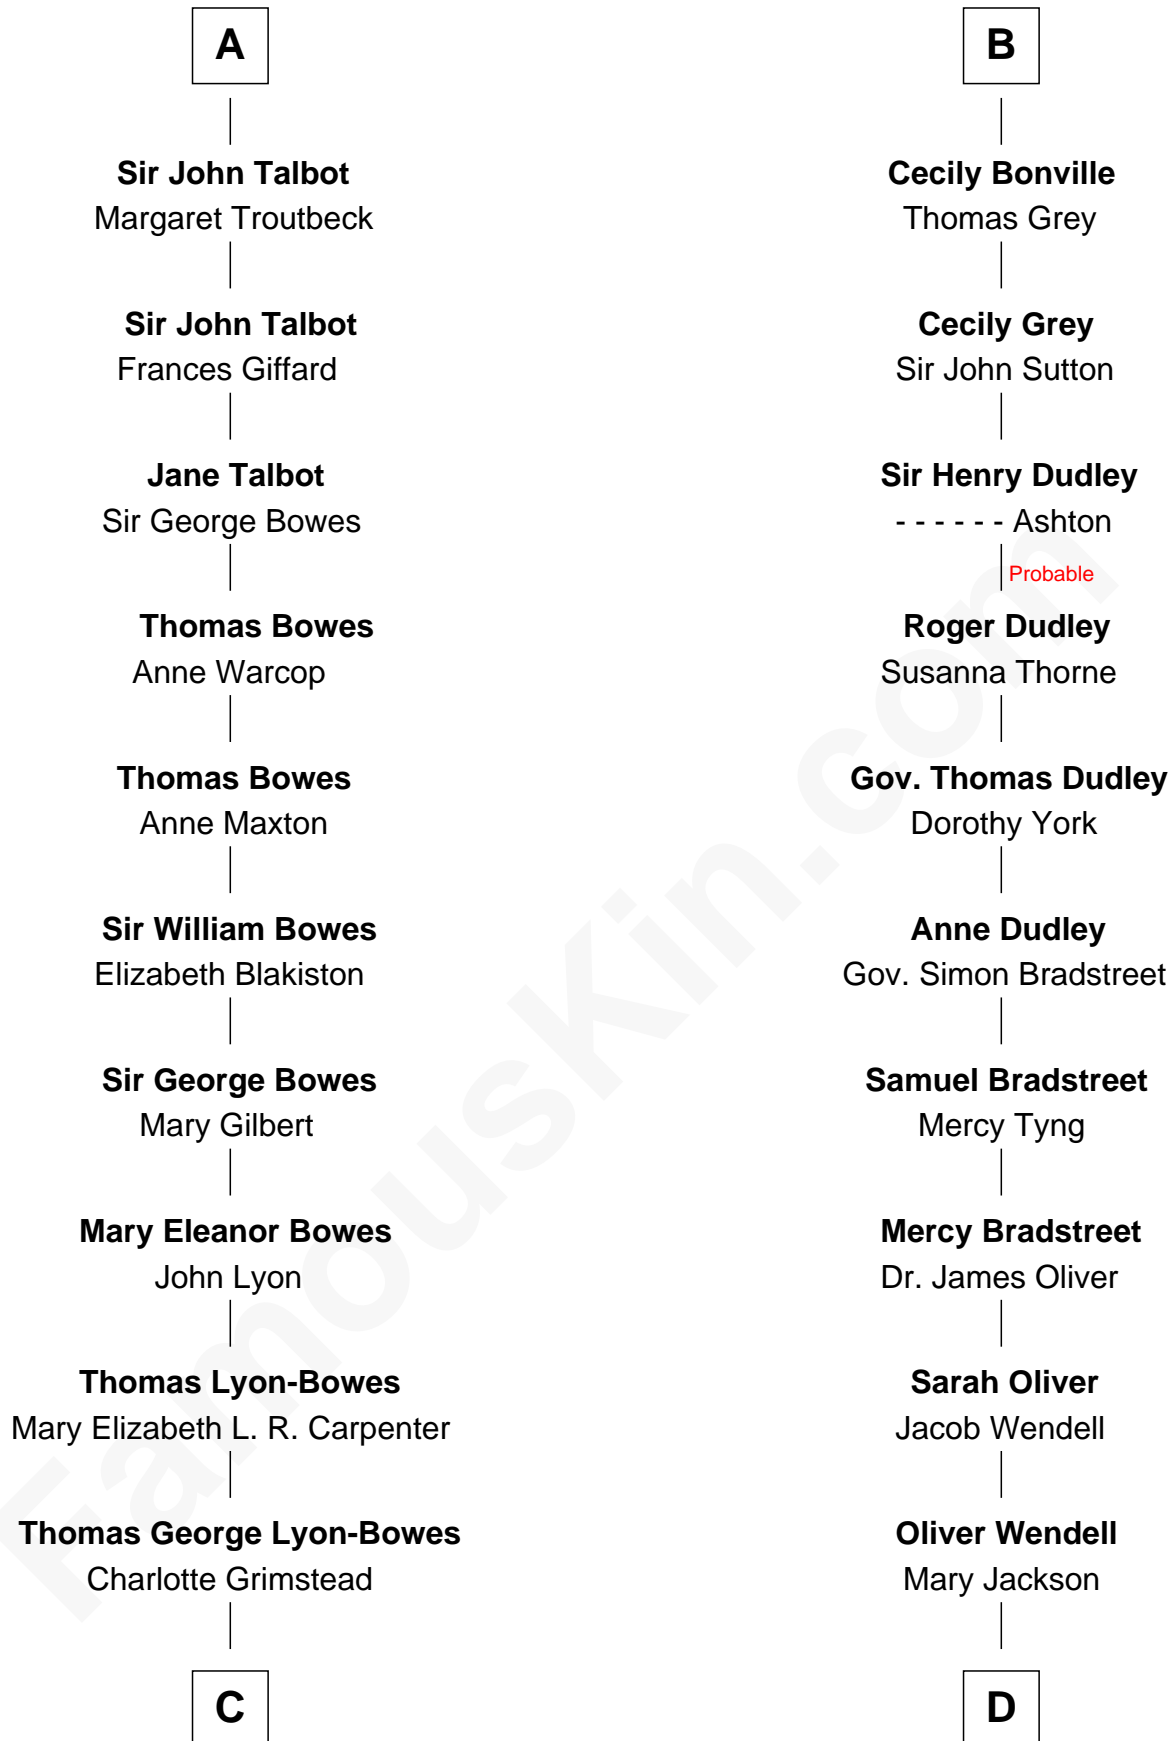 A
Sir John Talbot
Margaret Troutbeck
Sir John Talbot
Frances Giffard
Jane Talbot
Sir George Bowes
Thomas Bowes
Anne Warcop
Thomas Bowes
Anne Maxton
Sir William Bowes
Elizabeth Blakiston
Sir George Bowes
Mary Gilbert
Mary Eleanor Bowes
John Lyon
Thomas Lyon-Bowes
Mary Elizabeth L. R. Carpenter
Thomas George Lyon-Bowes
Charlotte Grimstead
C
B
Cecily Bonville
Thomas Grey
Cecily Grey
Sir John Sutton
Sir Henry Dudley
- - - - - - Ashton
Probable
Roger Dudley
Susanna Thorne
Gov. Thomas Dudley
Dorothy York
Anne Dudley
Gov. Simon Bradstreet
Samuel Bradstreet
Mercy Tyng
Mercy Bradstreet
Dr. James Oliver
Sarah Oliver
Jacob Wendell
Oliver Wendell
Mary Jackson
D
FamousKin.com